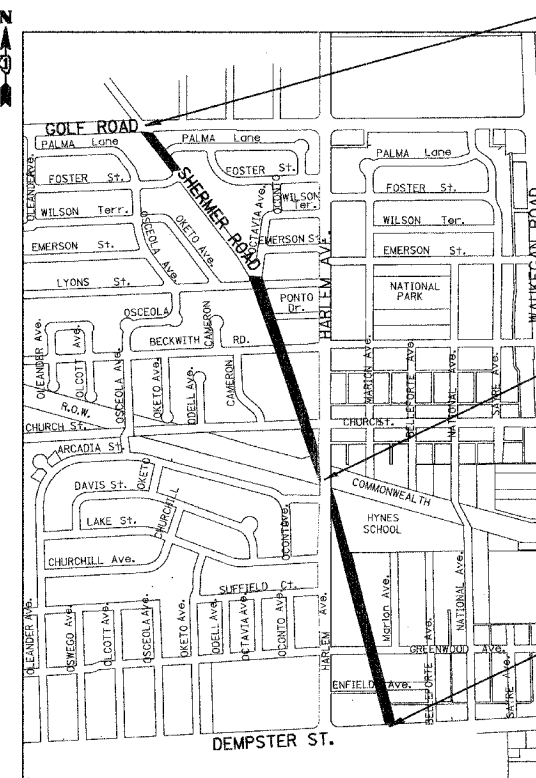 N
GOLF ROAD
PALMA Lane
PALMA Lane
PALMA Lane
OLEANDER Ave.
FOSTER St.
FOSTER St.
FOSTER St.
SHERMER ROAD
WILSON Terr.
OSCEOLA Ave.
OKETO Ave.
OCTAVIA Ave.
OCONTO
WILSON Ter.
WILSON Ter.
WAUKEGAN ROAD
EMERSON St.
EMERSON St.
EMERSON St.
HARLEM AV.
LYONS St.
NATIONAL PARK
PONTO Dr.
OSCEOLA
CAMERON
BECKWITH RD.
OLEANDER Ave.
OLCOTT Ave.
OSCEOLA Ave.
OKETO Ave.
ODELL Ave.
CAMERON
MARION Ave.
BELLEFORTE Ave.
NATIONAL Ave.
SAYRE Ave.
R.O.W.
CHURCH St.
CHURCH St.
ARCADIA St.
DAVIS St.
OKETO
COMMONWEALTH
LAKE St.
CHURCHILL
OCONTO Ave.
HYNES SCHOOL
CHURCHILL Ave.
SUFFIELD Ct.
OLEANDER Ave.
OSWEGO Ave.
OLCOTT Ave.
OSCEOLA Ave.
OKETO Ave.
ODELL Ave.
OCTAVIA Ave.
OCONTO Ave.
HARLEM Ave.
Marion Ave.
NATIONAL Ave.
GREENWOOD Ave.
ENFIELD Ave.
BELLEFORTE Ave.
SAYRE Ave.
DEMPSTER ST.